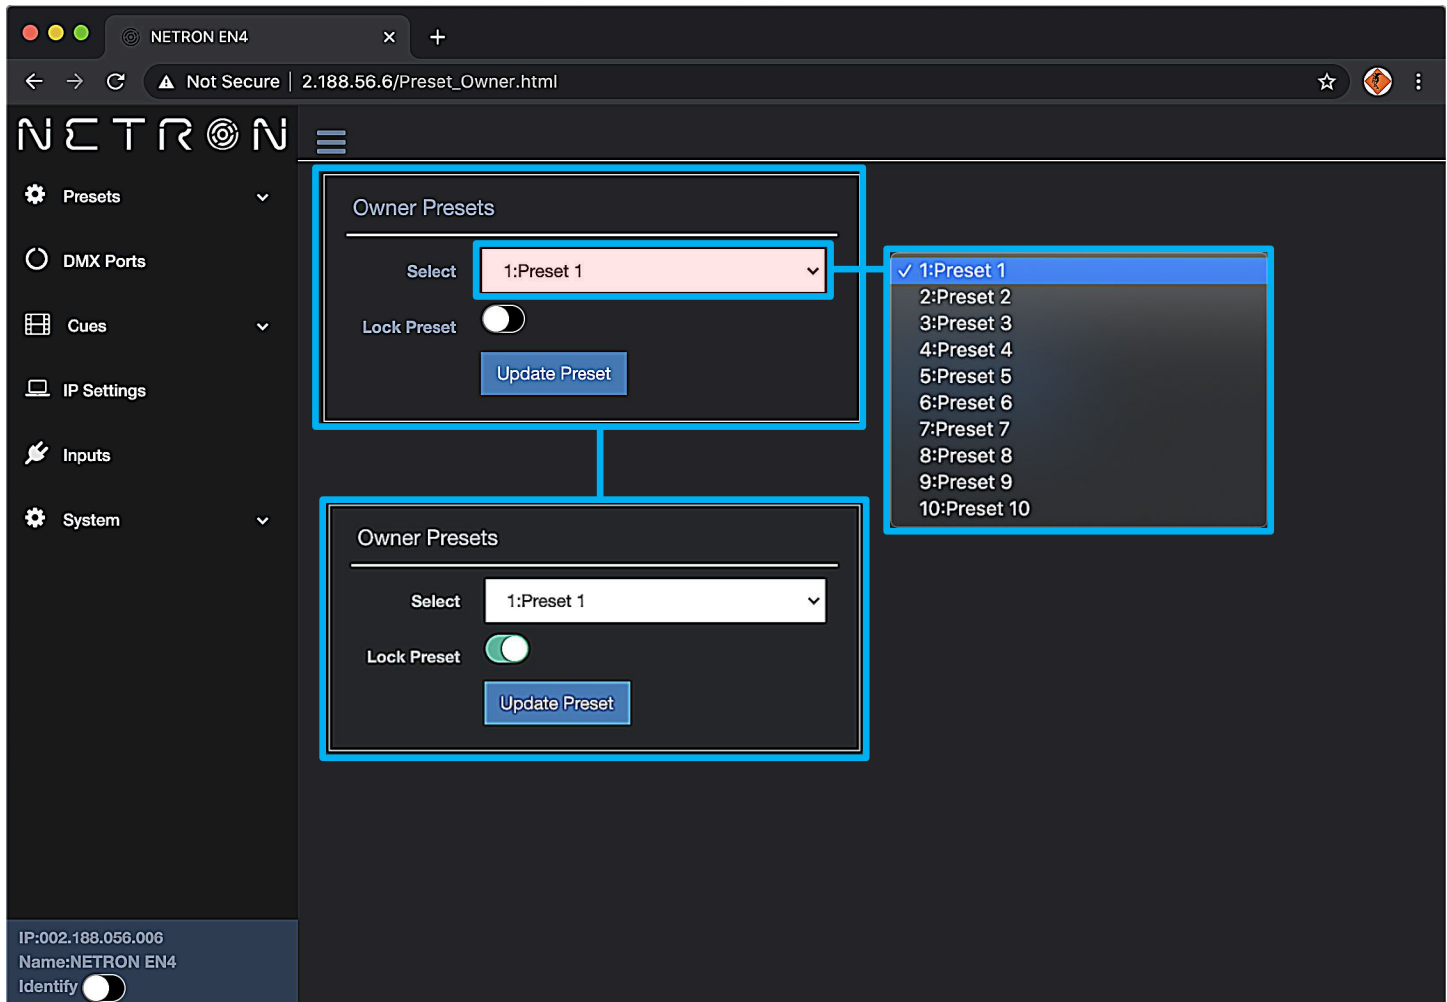 NETRON EN4
Not Secure | 2.188.56.6/Preset_Owner.html
NETRON
Presets
DMX Ports
Cues
IP Settings
Inputs
System
Owner Presets
Select 1:Preset 1
Lock Preset
Update Preset
1:Preset 1
2:Preset 2
3:Preset 3
4:Preset 4
5:Preset 5
6:Preset 6
7:Preset 7
8:Preset 8
9:Preset 9
10:Preset 10
Owner Presets
Select 1:Preset 1
Lock Preset
Update Preset
IP:002.188.056.006
Name:NETRON EN4
Identify